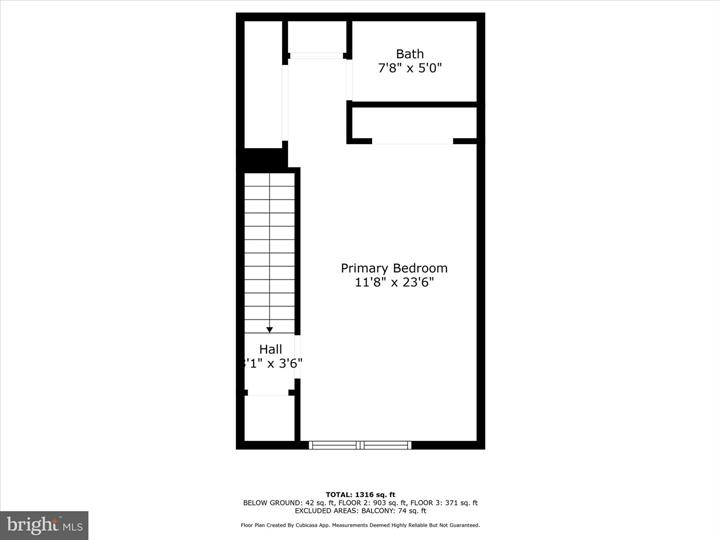 Bath
7'8" x 5'0"
Primary Bedroom
11'8" x 23'6"
Hall
'1" x 3'6"
TOTAL: 1316 sq. ft
BELOW GROUND: 42 sq. ft, FLOOR 2: 903 sq. ft, FLOOR 3: 371 sq. ft
EXCLUDED AREAS: BALCONY: 74 sq. ft
Floor Plan Created By Cubicasa App. Measurements Deemed Highly Reliable But Not Guaranteed.
bright MLS